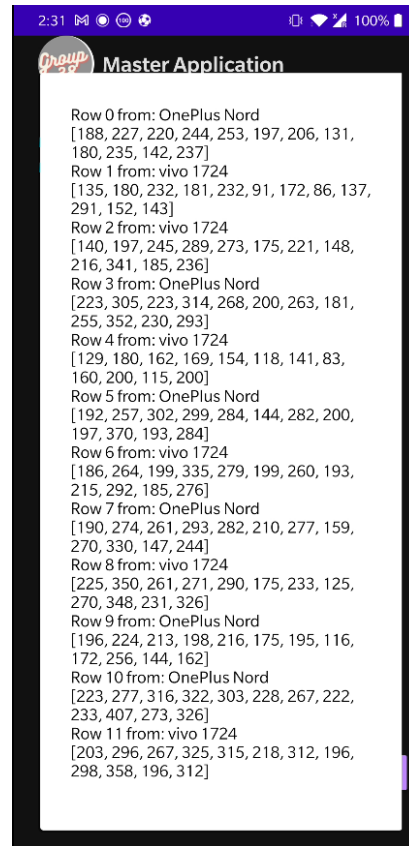 2:31 100%
Group
28
Master Application
Row 0 from: OnePlus Nord
[188, 227, 220, 244, 253, 197, 206, 131,
180, 235, 142, 237]
Row 1 from: vivo 1724
[135, 180, 232, 181, 232, 91, 172, 86, 137,
291, 152, 143]
Row 2 from: vivo 1724
[140, 197, 245, 289, 273, 175, 221, 148,
216, 341, 185, 236]
Row 3 from: OnePlus Nord
[223, 305, 223, 314, 268, 200, 263, 181,
255, 352, 230, 293]
Row 4 from: vivo 1724
[129, 180, 162, 169, 154, 118, 141, 83,
160, 200, 115, 200]
Row 5 from: OnePlus Nord
[192, 257, 302, 299, 284, 144, 282, 200,
197, 370, 193, 284]
Row 6 from: vivo 1724
[186, 264, 199, 335, 279, 199, 260, 193,
215, 292, 185, 276]
Row 7 from: OnePlus Nord
[190, 274, 261, 293, 282, 210, 277, 159,
270, 330, 147, 244]
Row 8 from: vivo 1724
[225, 350, 261, 271, 290, 175, 233, 125,
270, 348, 231, 326]
Row 9 from: OnePlus Nord
[196, 224, 213, 198, 216, 175, 195, 116,
172, 256, 144, 162]
Row 10 from: OnePlus Nord
[223, 277, 316, 322, 303, 228, 267, 222,
233, 407, 273, 326]
Row 11 from: vivo 1724
[203, 296, 267, 325, 315, 218, 312, 196,
298, 358, 196, 312]